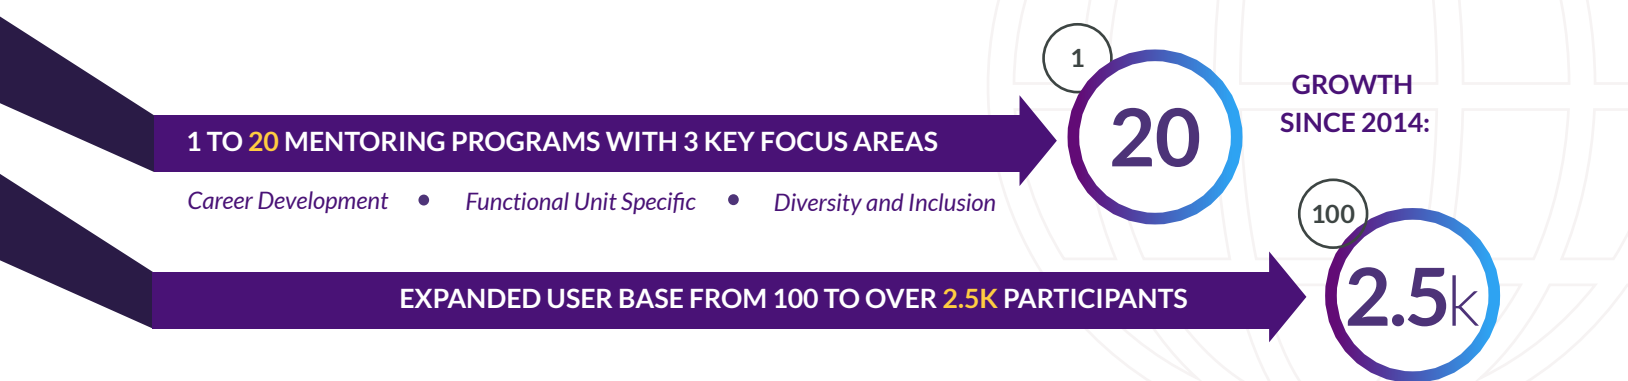 1
20
GROWTH
SINCE 2014:
1 TO 20 MENTORING PROGRAMS WITH 3 KEY FOCUS AREAS
Career Development • Functional Unit Specific • Diversity and Inclusion
100
2.5k
EXPANDED USER BASE FROM 100 TO OVER 2.5K PARTICIPANTS